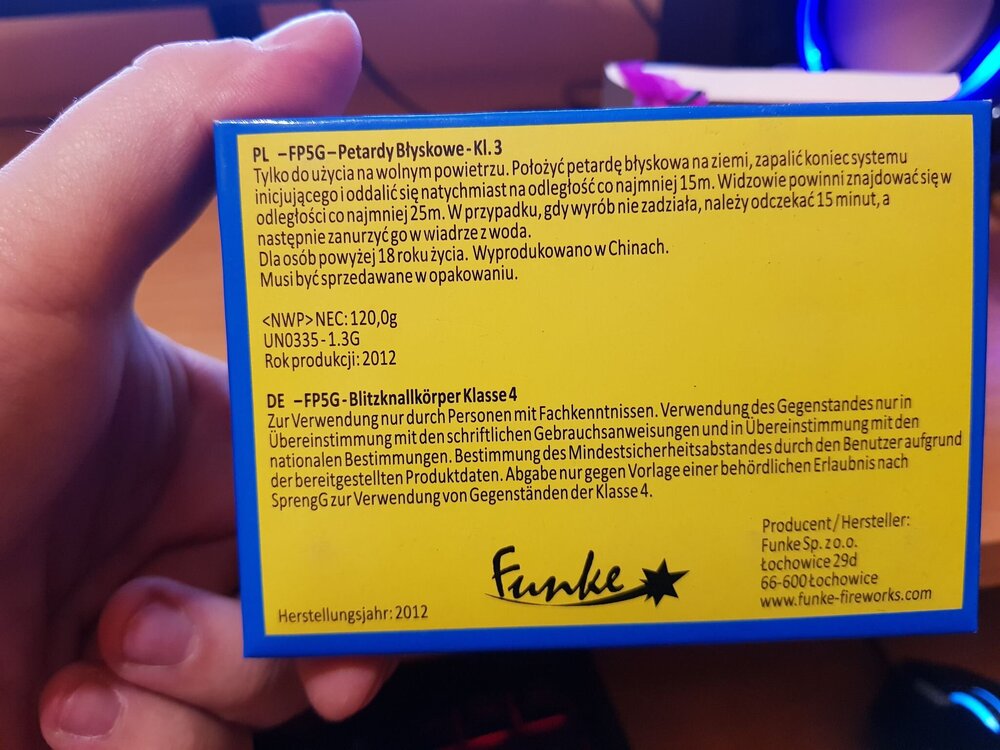 PL –FP5G–Petardy Błyskowe-Kl.3
Tylko do użycia na wolnym powietrzu. Położyć petardę błyskowa na ziemi, zapalić koniec systemu
inicjującego i oddalić się natychmiast na odległość co najmniej 15m. Widzowie powinni znajdować się w
odległości co najmniej 25m. W przypadku, gdy wyrób nie zadziała, należy odczekać 15 minut, a
następnie zanurzyć go w wiadrze z woda.
Dla osób powyżej 18 roku życia. Wyprodukowano w Chinach.
Musi być sprzedawane w opakowaniu.
<NWP> NEC: 120,0g
UN0335-1.3G
Rok produkcji: 2012
DE –FP5G-Blitzknallkörper Klasse 4
Zur Verwendung nur durch Personen mit Fachkenntnissen. Verwendung des Gegenstandes nur in
Übereinstimmung mit den schriftlichen Gebrauchsanweisungen und in Übereinstimmung mit den
nationalen Bestimmungen. Bestimmung des Mindestsicherheitsabstandes durch den Benutzer aufgrund
der bereitgestellten Produktdaten. Abgabe nur gegen Vorlage einer behördlichen Erlaubnis nach
SprengG zur Verwendung von Gegenständen der Klasse 4.
Producent / Hersteller:
Funke Sp. z o.o.
Łochowice 29d
66-600 Łochowice
www.funke-fireworks.com
Funke
Herstellungsjahr: 2012